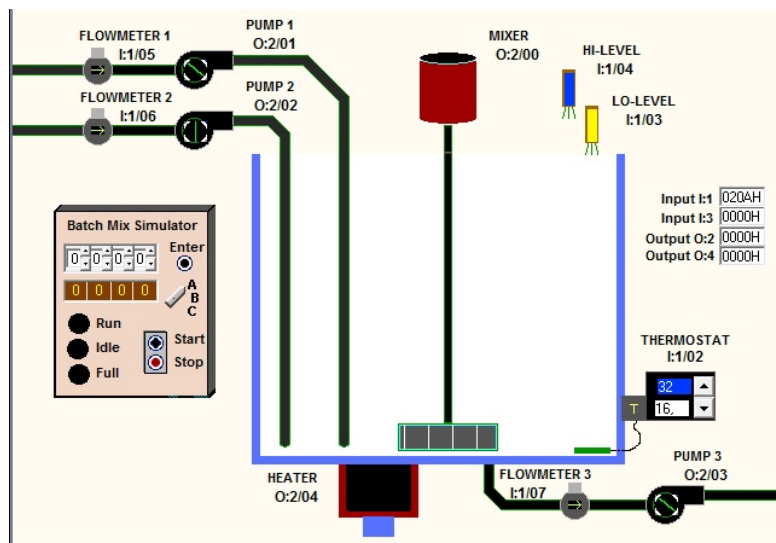 FLOWMETER 1
I:1/05
PUMP 1
O:2/01
FLOWMETER 2
I:1/06
PUMP 2
O:2/02
MIXER
O:2/00
HI-LEVEL
I:1/04
LO-LEVEL
I:1/03
Input I:1 020AH
Input I:3 0000H
Output O:2 0000H
Output O:4 0000H
Batch Mix Simulator
0 0 0 0
Enter
0 0 0 0
A
B
C
Run
Idle
Full
Start
Stop
THERMOSTAT
I:1/02
32
16,
T
HEATER
O:2/04
FLOWMETER 3
I:1/07
PUMP 3
O:2/03